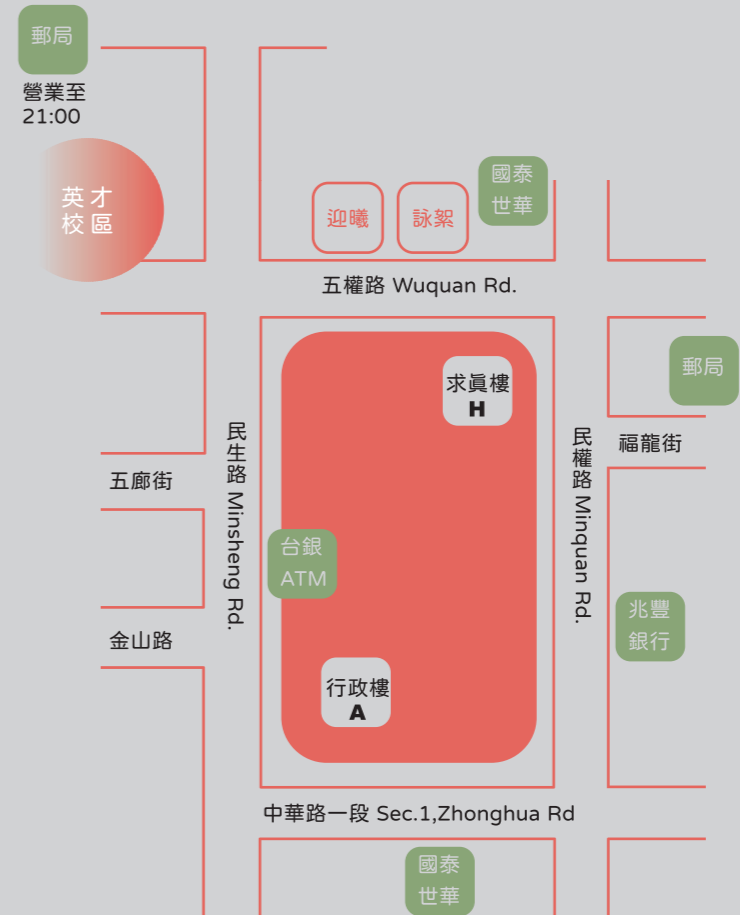 郵局
營業至
21:00
英才
校區
國泰
世華
迎曦
詠絮
五權路 Wuquan Rd.
求眞樓
H
郵局
福龍街
民生路 Minsheng Rd.
民權路 Minquan Rd.
五廊街
台銀
ATM
兆豐
銀行
金山路
行政樓
A
中華路一段 Sec.1,Zhonghua Rd
國泰
世華